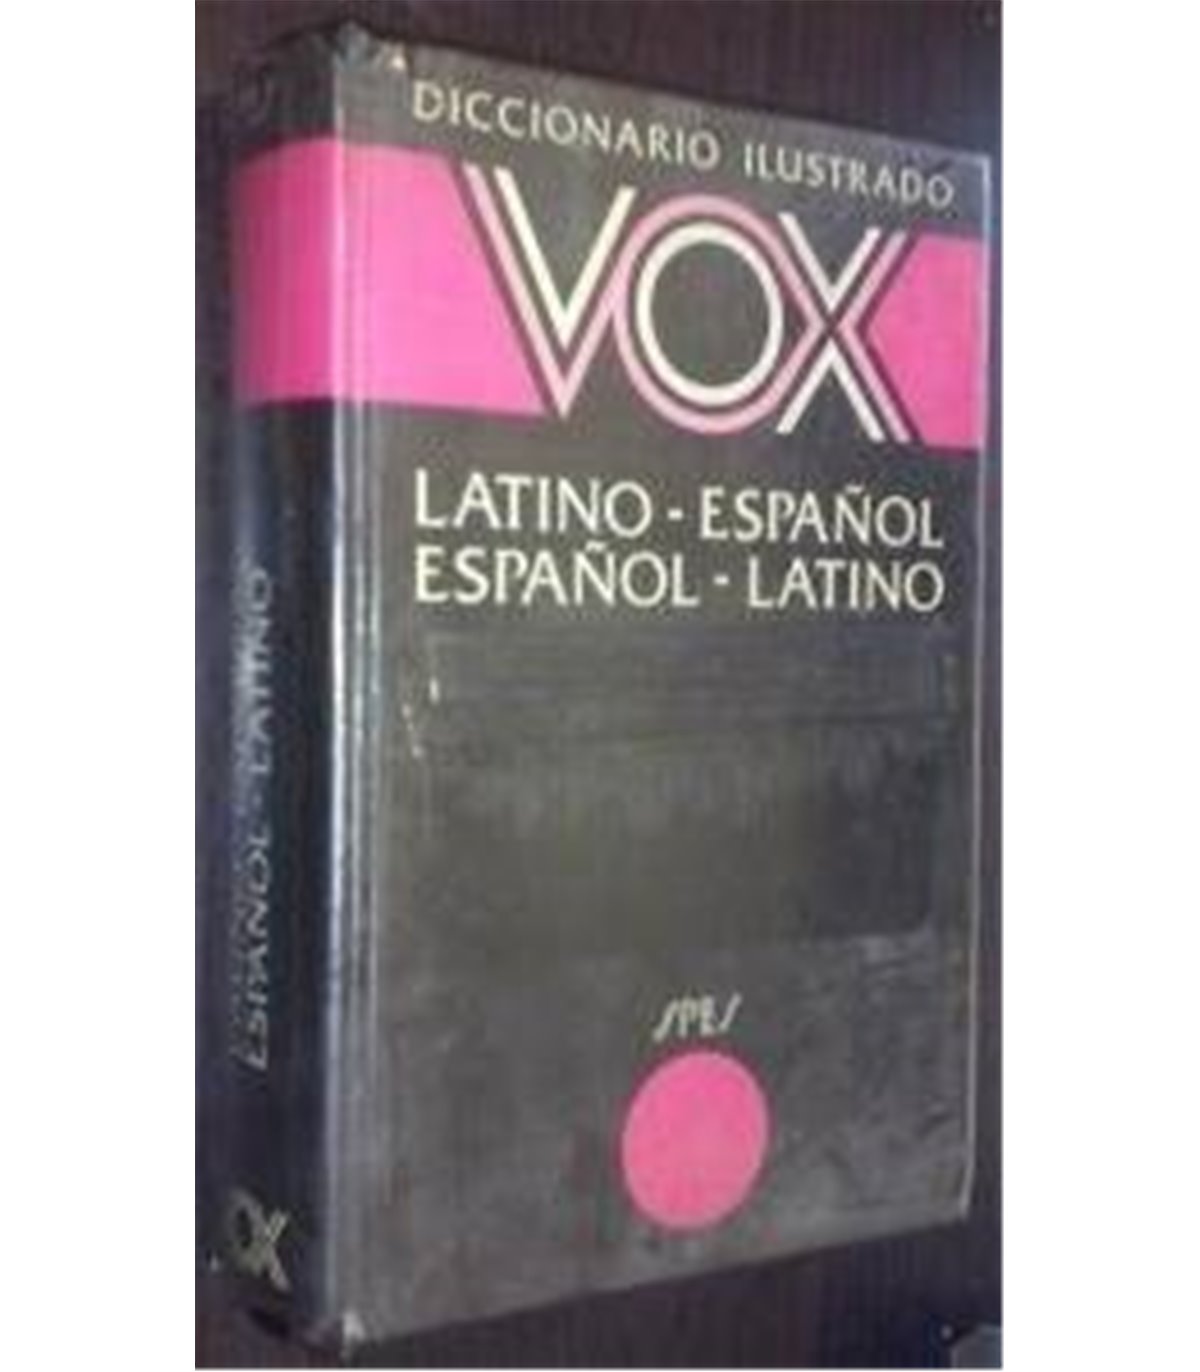 DICCIONARIO ILUSTRADO
VOX
LATINO - ESPAÑOL
ESPAÑOL - LATINO
SPES
ESPAÑOL - LATINO